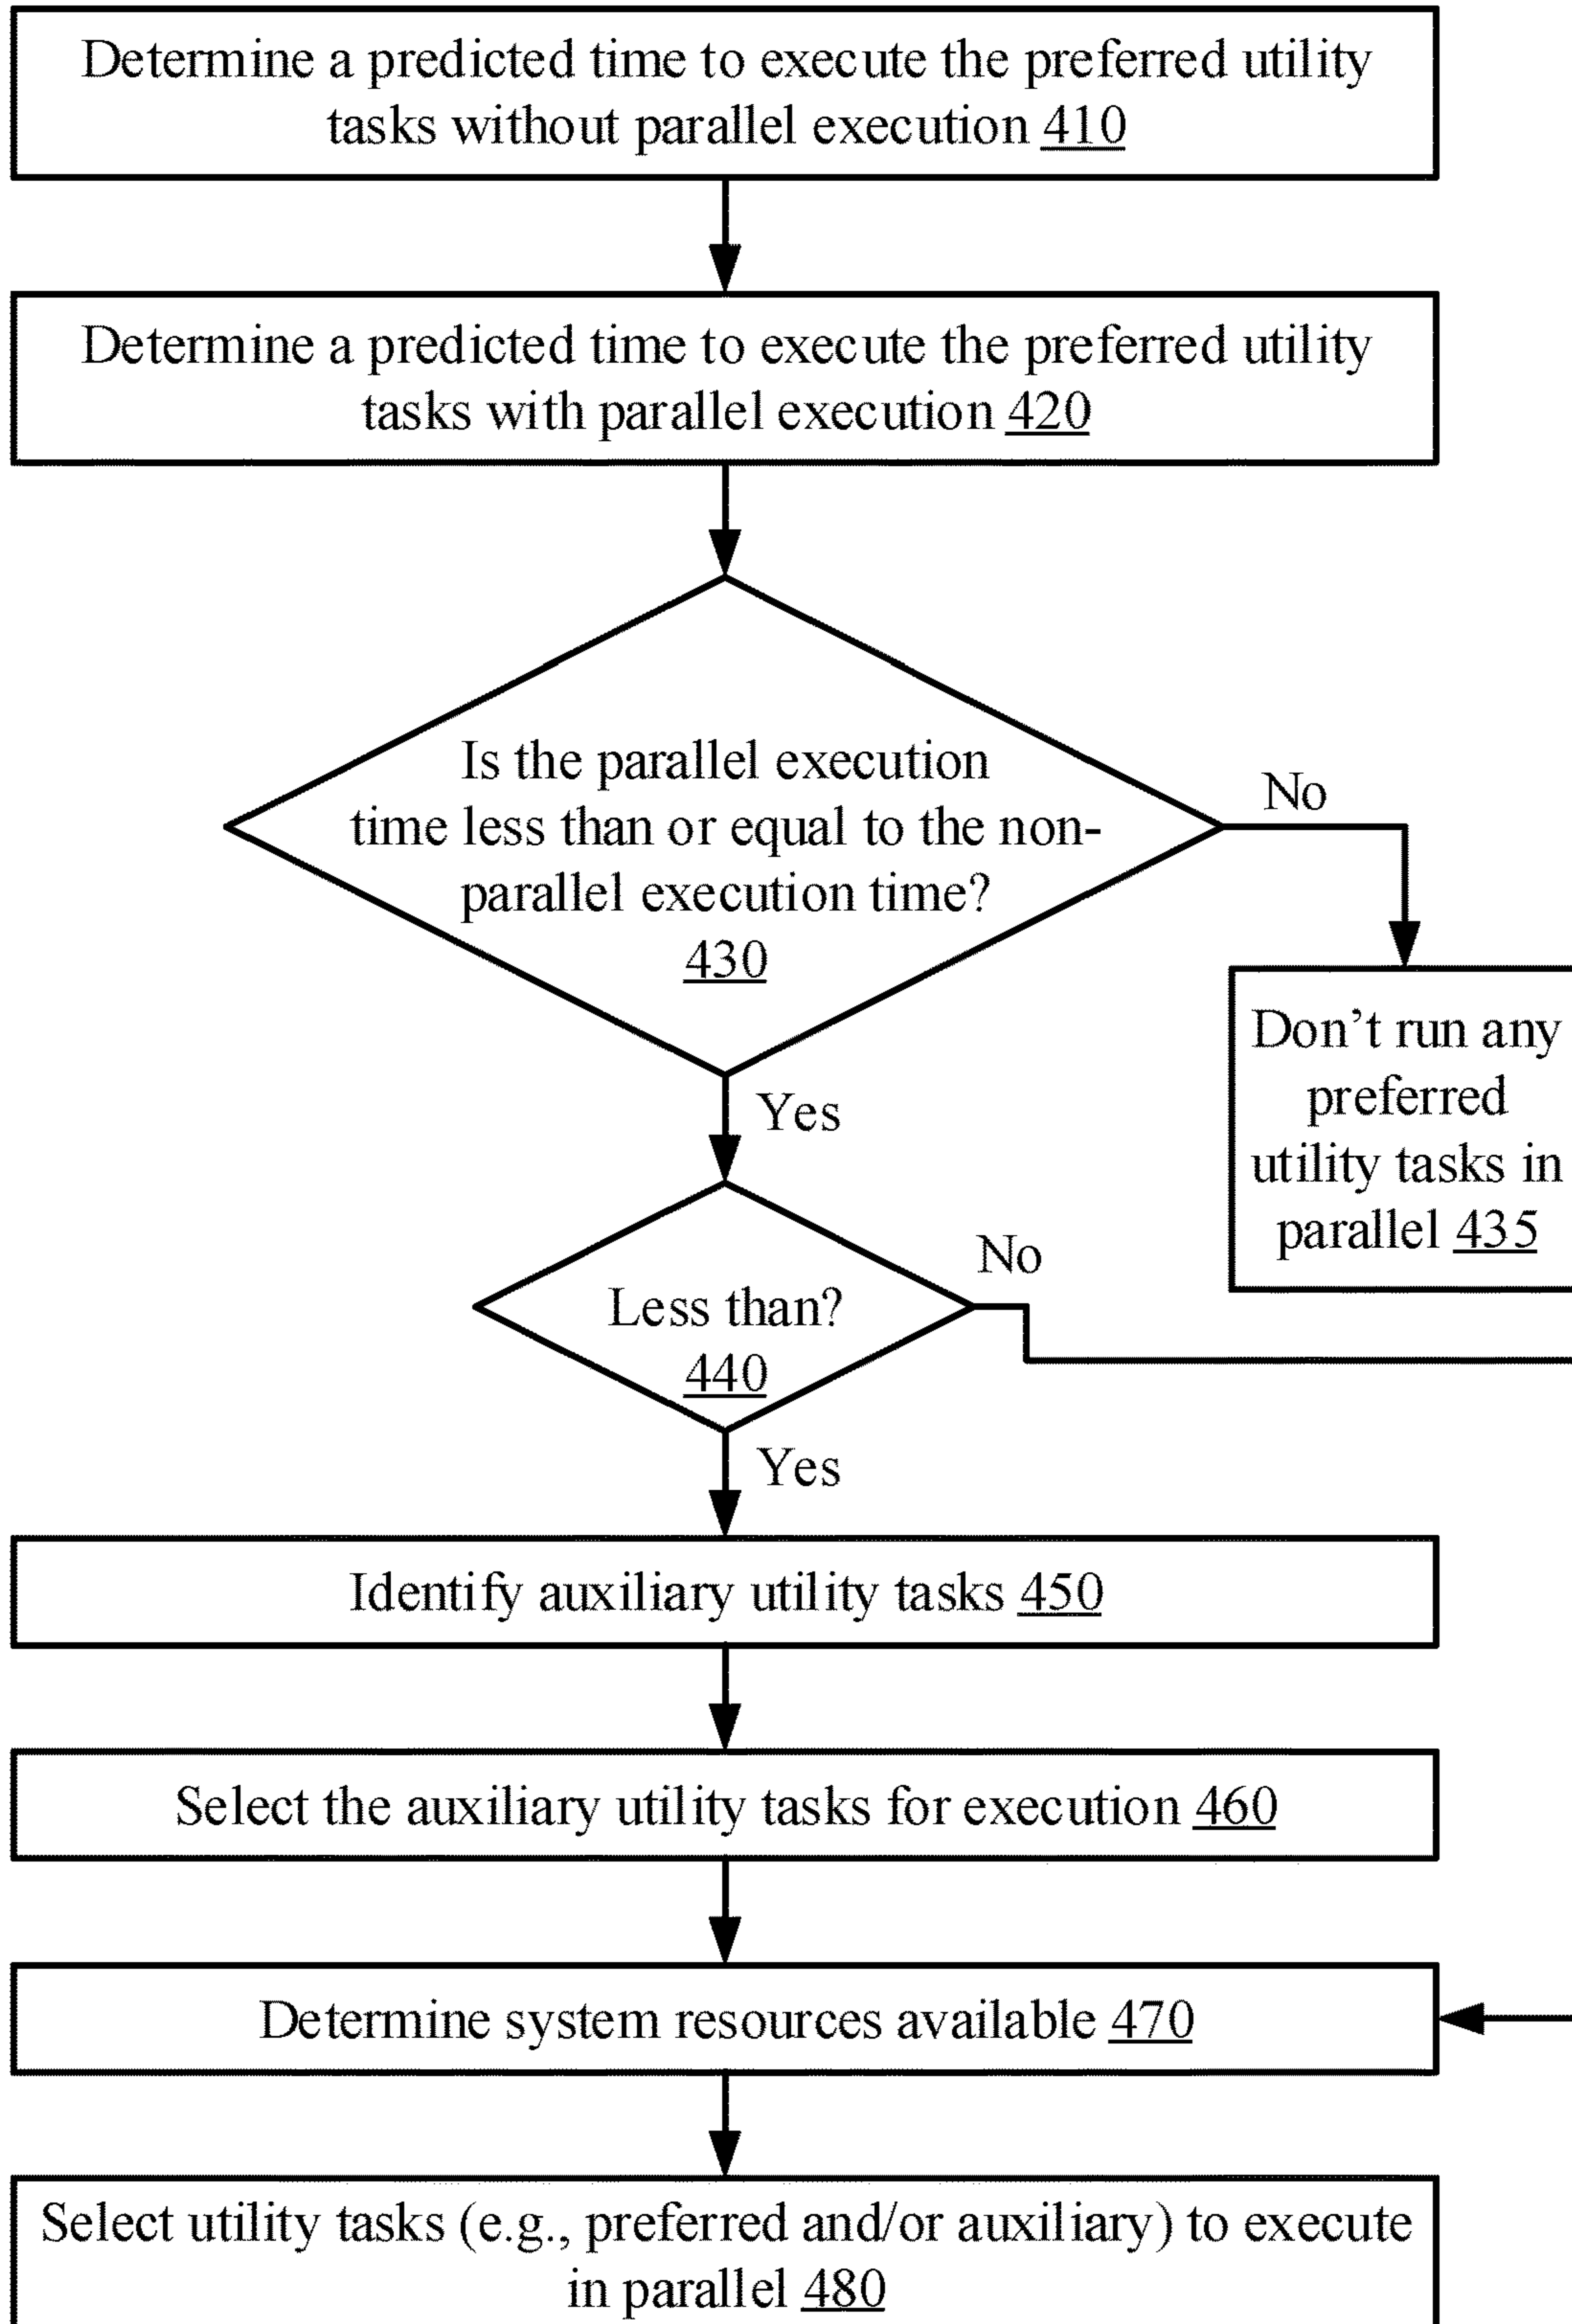 Determine a predicted time to execute the preferred utility
tasks without parallel execution 410
Determine a predicted time to execute the preferred utility
tasks with parallel execution 420
Is the parallel execution
time less than or equal to the non-
parallel execution time?
430
No
Don't run any
preferred
utility tasks in
parallel 435
Yes
Less than?
440
No
Yes
Identify auxiliary utility tasks 450
Select the auxiliary utility tasks for execution 460
Determine system resources available 470
Select utility tasks (e.g., preferred and/or auxiliary) to execute
in parallel 480